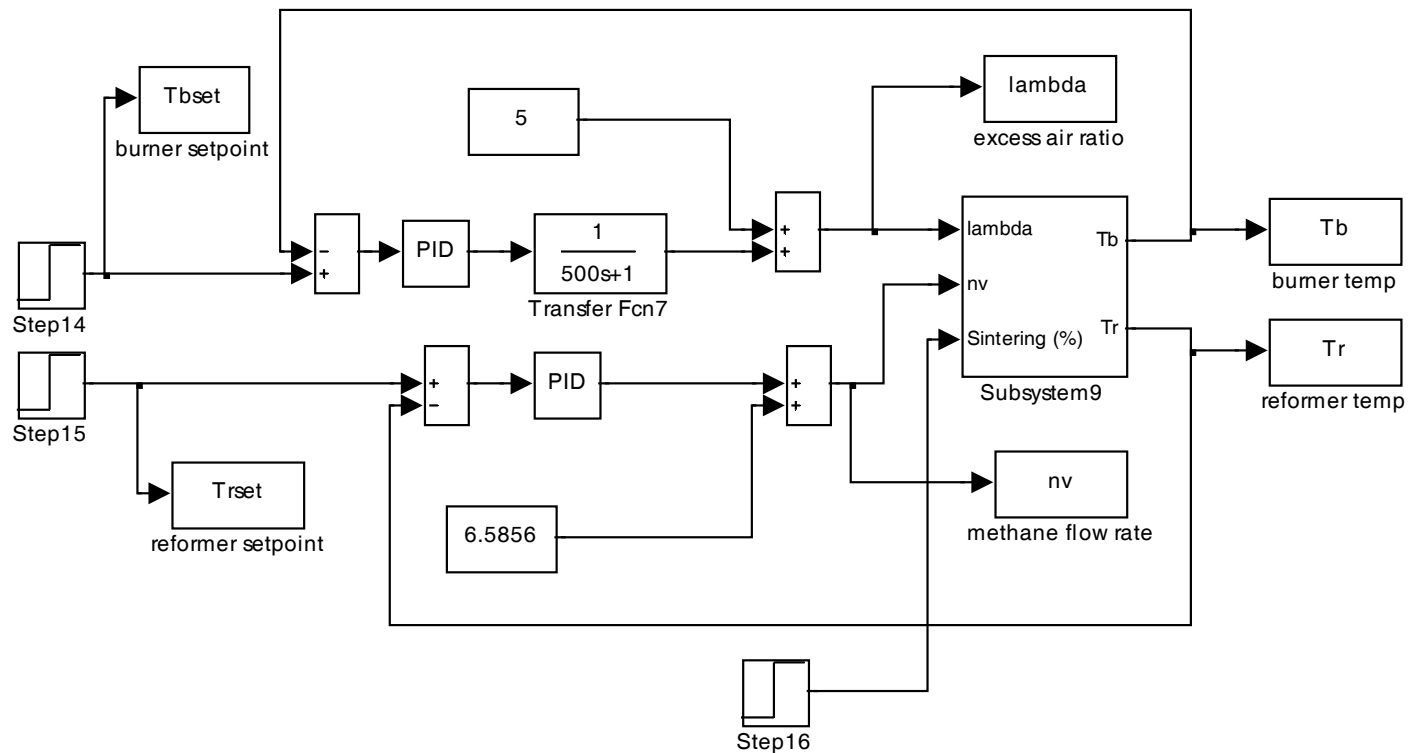 Tbset
burner setpoint
5
lambda
excess air ratio
Step14
−
+
PID
1
500s+1
Transfer Fcn7
+
+
lambda
nv
Sintering (%)
Tb
Tr
Subsystem9
Tb
burner temp
Tr
reformer temp
Step15
+
−
PID
+
+
Trset
reformer setpoint
6.5856
nv
methane flow rate
Step16